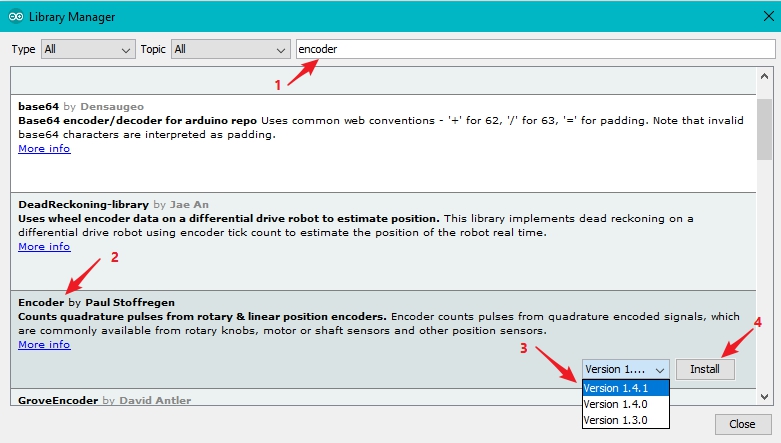 Library Manager
Type All Topic All encoder
1
base64 by Densaugeo
Base64 encoder/decoder for arduino repo Uses common web conventions - '+' for 62, '/' for 63, '=' for padding. Note that invalid
base64 characters are interpreted as padding.
More info
DeadReckoning-library by Jae An
Uses wheel encoder data on a differential drive robot to estimate position. This library implements dead reckoning on a
differential drive robot using encoder tick count to estimate the position of the robot real time.
More info
2
Encoder by Paul Stoffregen
Counts quadrature pulses from rotary & linear position encoders. Encoder counts pulses from quadrature encoded signals, which
are commonly available from rotary knobs, motor or shaft sensors and other position sensors.
More info
3
4
Version 1.... Install
Version 1.4.1
Version 1.4.0
Version 1.3.0
GroveEncoder by David Antler
Close